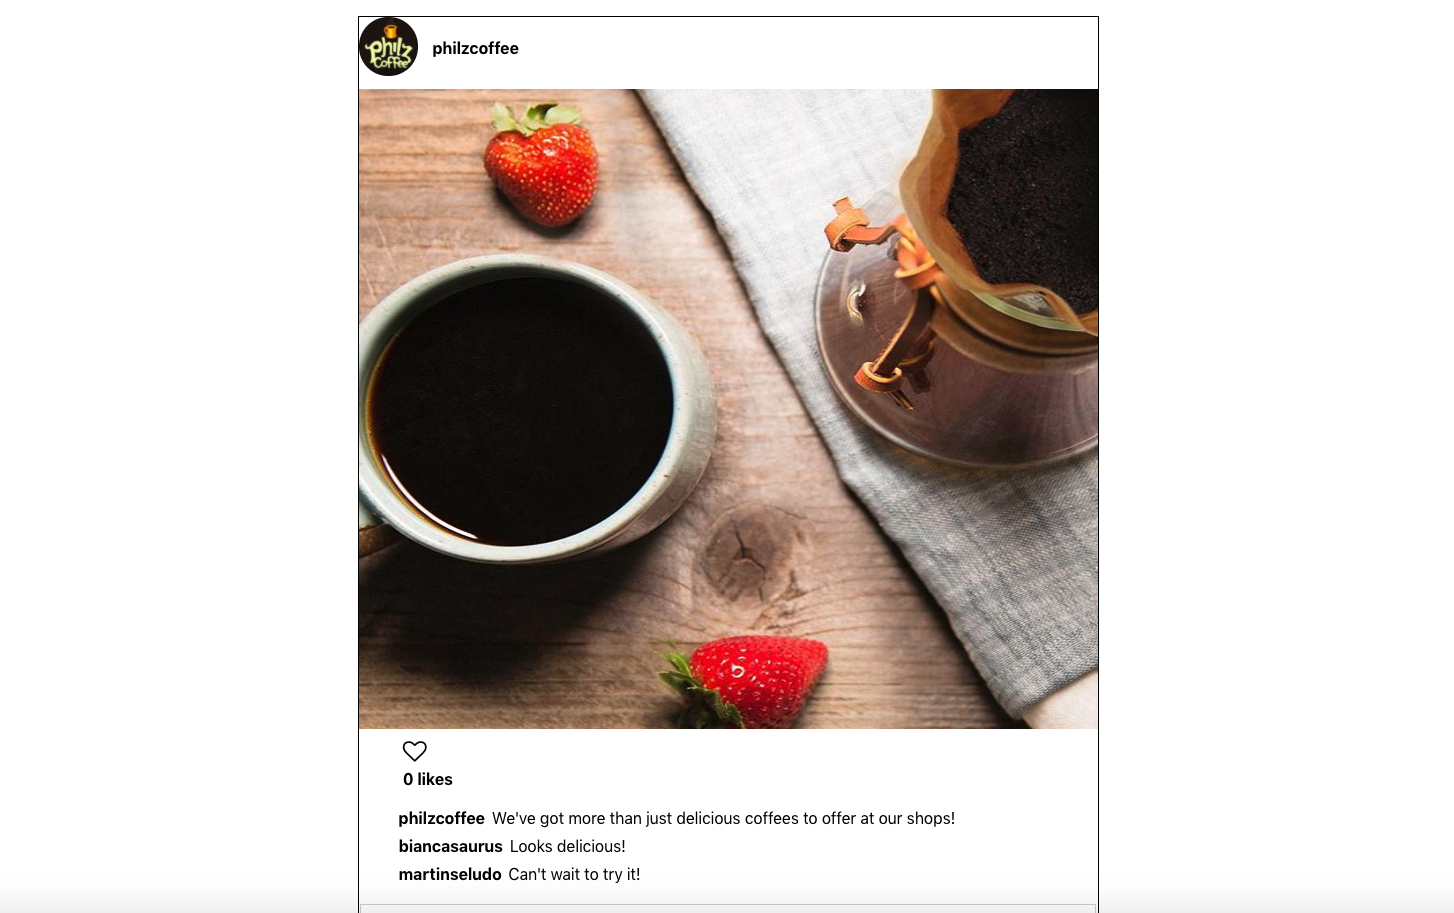 philz
Coffee
philzcoffee
0 likes
philzcoffee We've got more than just delicious coffees to offer at our shops!
biancasaurus Looks delicious!
martinseludo Can't wait to try it!